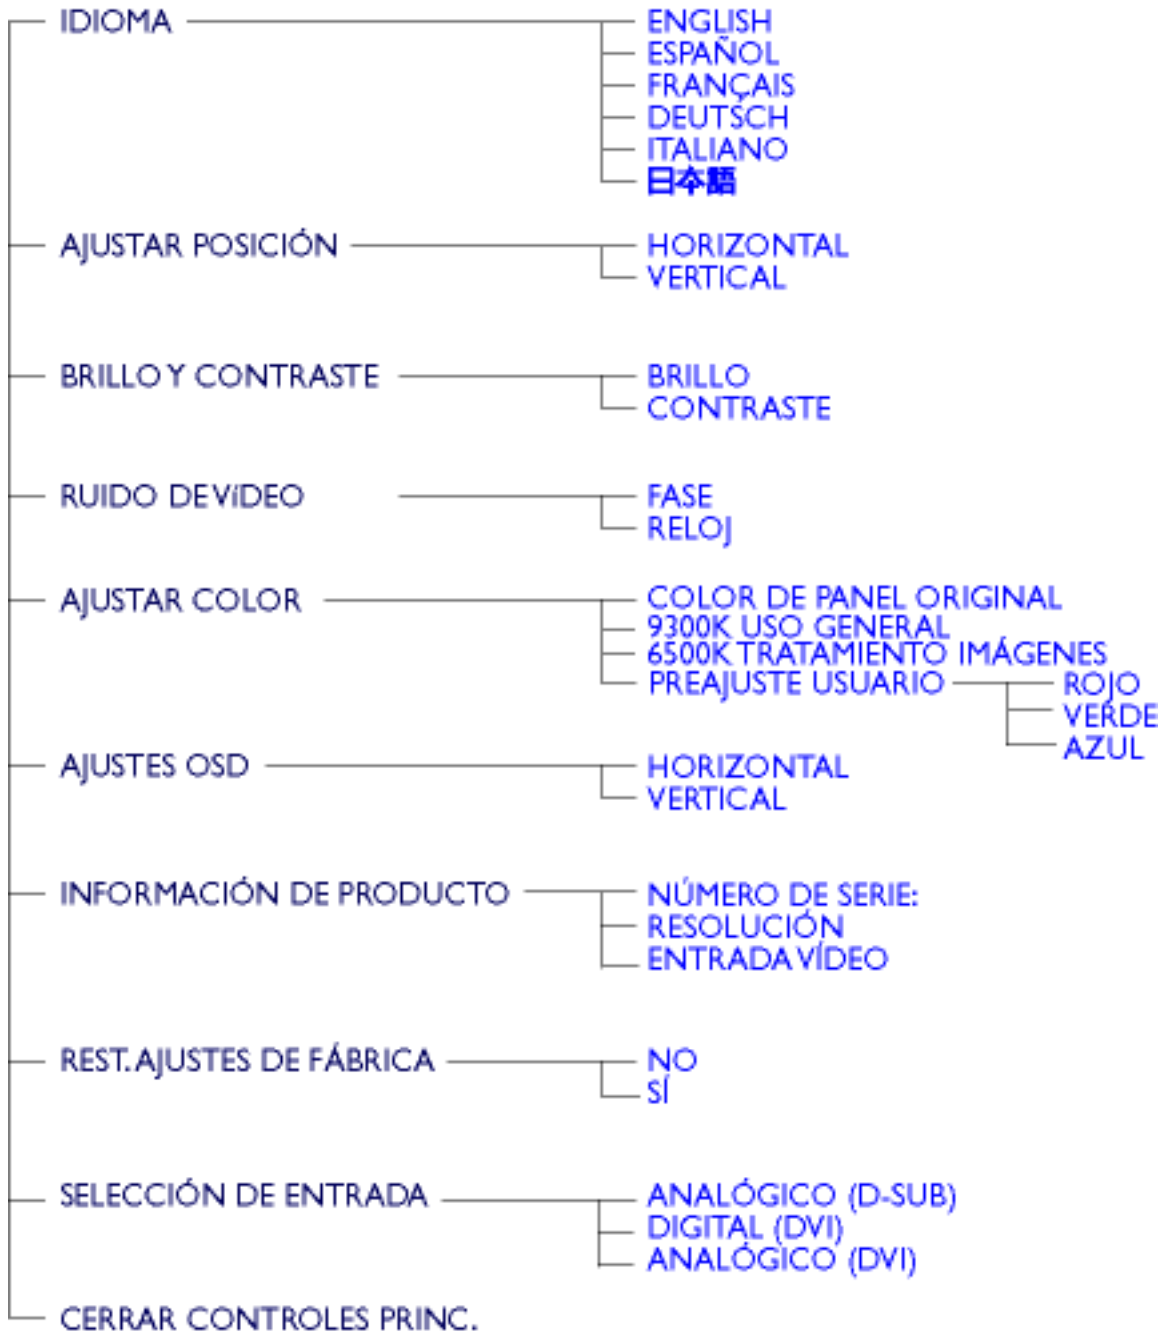 IDIOMA
ENGLISH
ESPAÑOL
FRANÇAIS
DEUTSCH
ITALIANO
日本語
AJUSTAR POSICIÓN
HORIZONTAL
VERTICAL
BRILLO Y CONTRASTE
BRILLO
CONTRASTE
RUIDO DE VíDEO
FASE
RELOJ
AJUSTAR COLOR
COLOR DE PANEL ORIGINAL
9300K USO GENERAL
6500K TRATAMIENTO IMÁGENES
PREAJUSTE USUARIO
ROJO
VERDE
AZUL
AJUSTES OSD
HORIZONTAL
VERTICAL
INFORMACIÓN DE PRODUCTO
NÚMERO DE SERIE:
RESOLUCIÓN
ENTRADA VÍDEO
REST. AJUSTES DE FÁBRICA
NO
SÍ
SELECCIÓN DE ENTRADA
ANALÓGICO (D-SUB)
DIGITAL (DVI)
ANALÓGICO (DVI)
CERRAR CONTROLES PRINC.